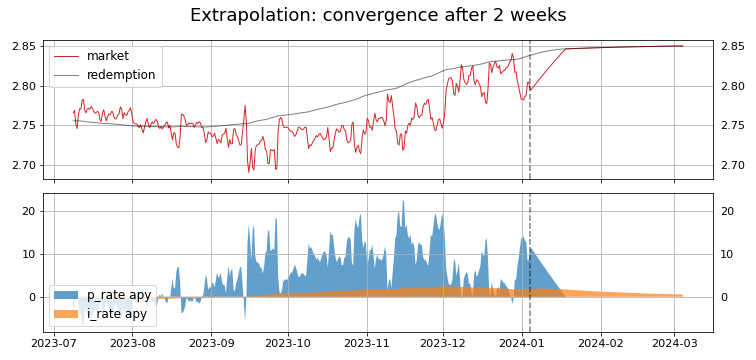 Extrapolation: convergence after 2 weeks
2.85 2.85
market
redemption
2.80 2.80
2.75 2.75
2.70 2.70
20 20
10 10
0 0
p_rate apy
i_rate apy
2023-07 2023-08 2023-09 2023-10 2023-11 2023-12 2024-01 2024-02 2024-03